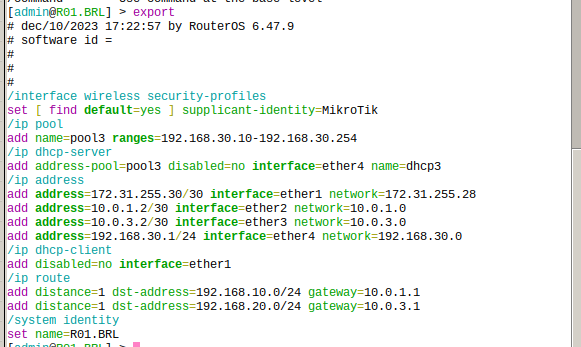 [admin@R01.BRL] > export
# dec/10/2023 17:22:57 by RouterOS 6.47.9
# software id =
#
#
#
/interface wireless security-profiles
set [ find default=yes ] supplicant-identity=MikroTik
/ip pool
add name=pool3 ranges=192.168.30.10-192.168.30.254
/ip dhcp-server
add address-pool=pool3 disabled=no interface=ether4 name=dhcp3
/ip address
add address=172.31.255.30/30 interface=ether1 network=172.31.255.28
add address=10.0.1.2/30 interface=ether2 network=10.0.1.0
add address=10.0.3.2/30 interface=ether3 network=10.0.3.0
add address=192.168.30.1/24 interface=ether4 network=192.168.30.0
/ip dhcp-client
add disabled=no interface=ether1
/ip route
add distance=1 dst-address=192.168.10.0/24 gateway=10.0.1.1
add distance=1 dst-address=192.168.20.0/24 gateway=10.0.3.1
/system identity
set name=R01.BRL
[admin@R01.BRL] >